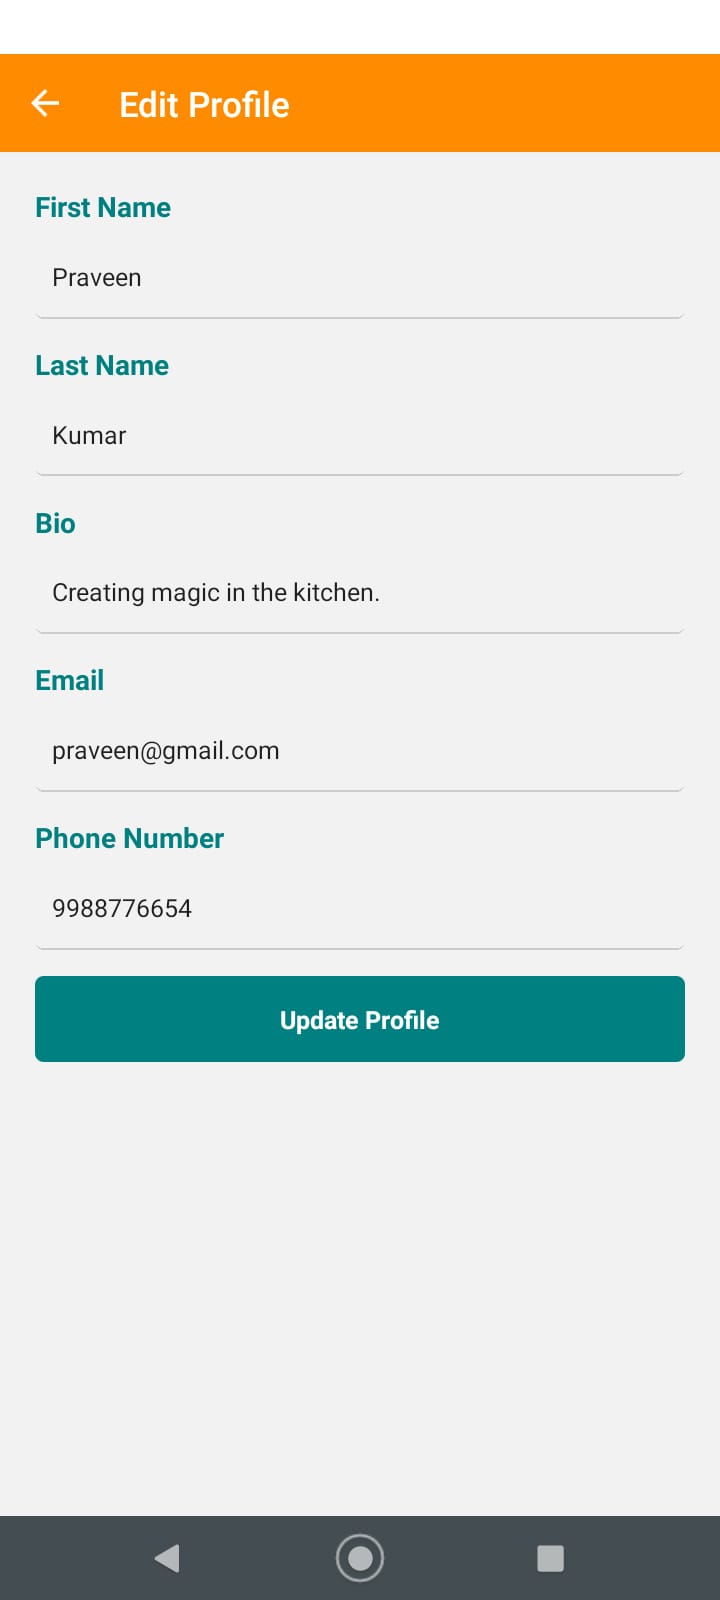 Edit Profile
First Name
Praveen
Last Name
Kumar
Bio
Creating magic in the kitchen.
Email
praveen@gmail.com
Phone Number
9988776654
Update Profile